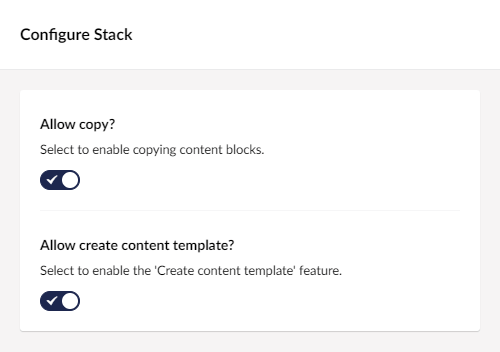 Configure Stack
Allow copy?
Select to enable copying content blocks.
Allow create content template?
Select to enable the 'Create content template' feature.